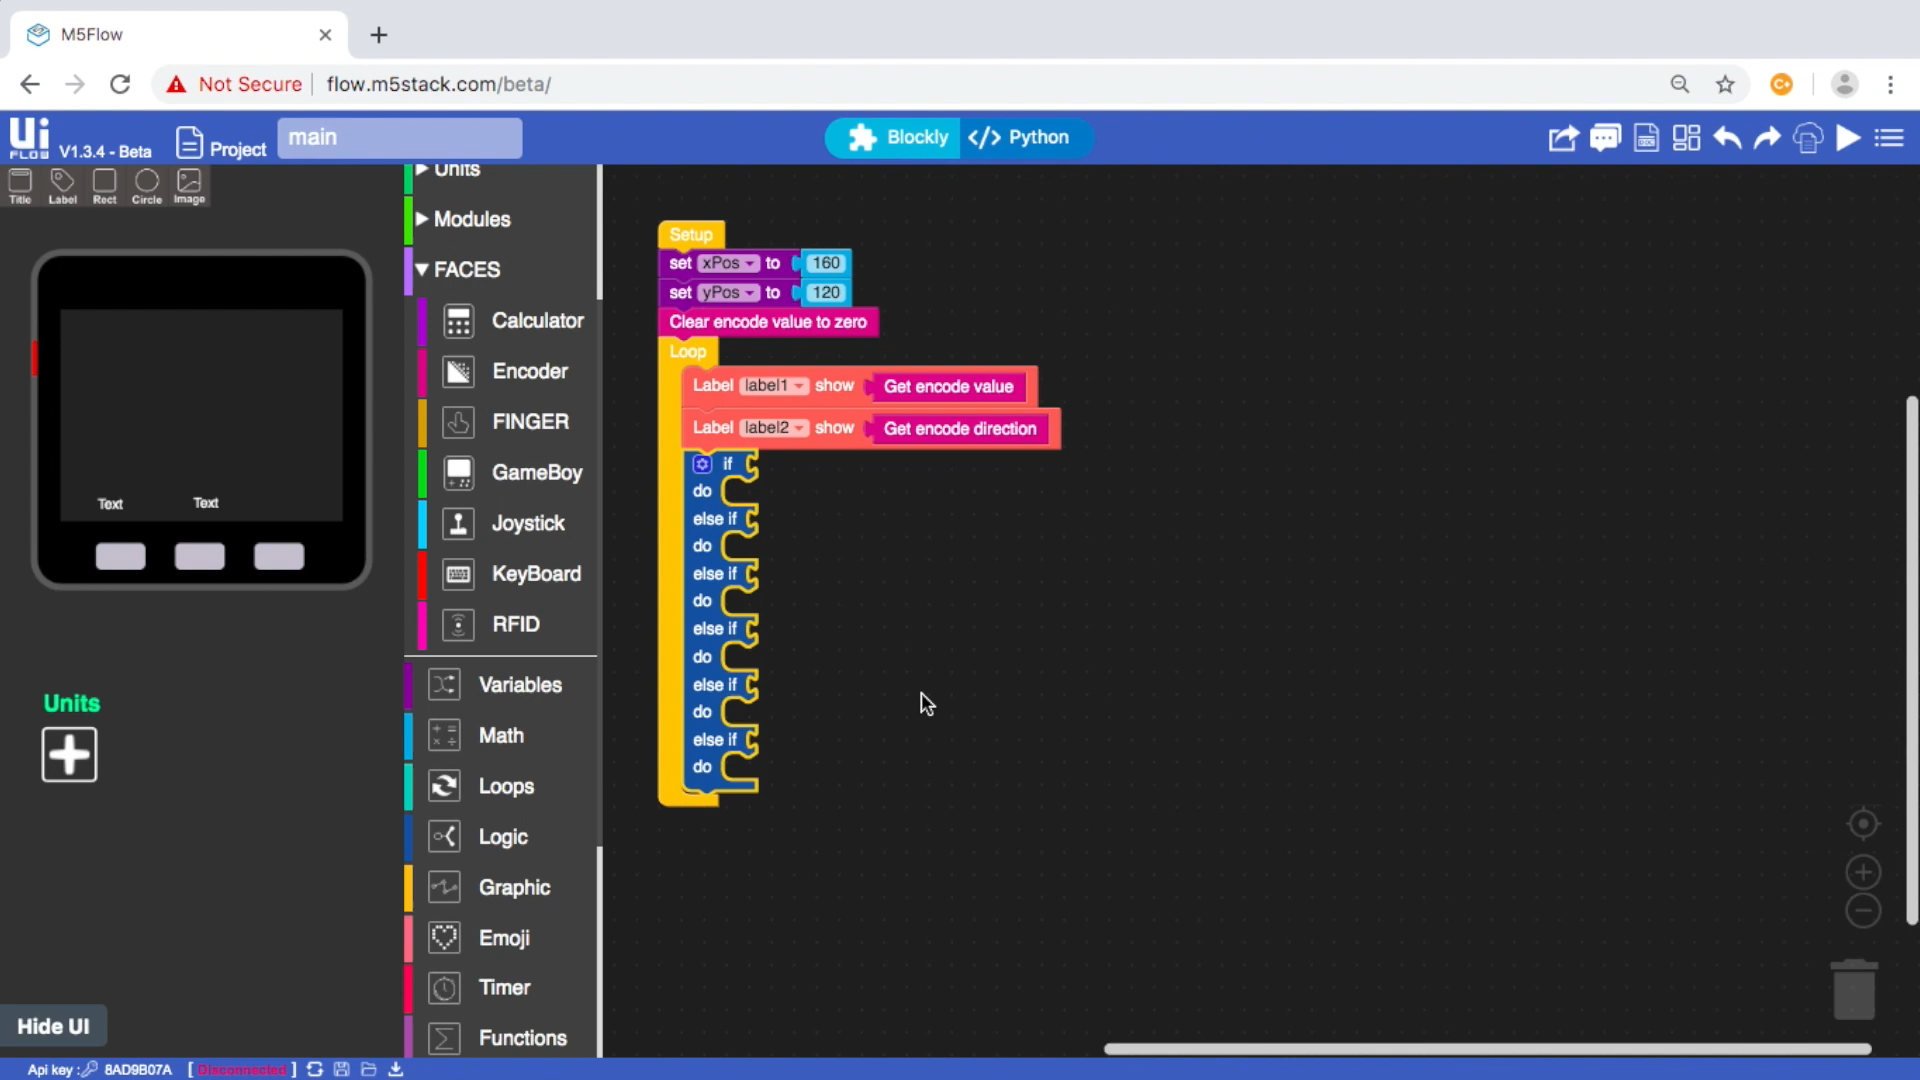 M5Flow
Not Secure
flow.m5stack.com/beta/
Ui
FLOW
V1.3.4 - Beta
Project
main
Blockly
</> Python
Title
Label
Rect
Circle
Image
Text
Text
Units
Hide UI
Units
Modules
FACES
Calculator
Encoder
FINGER
GameBoy
Joystick
KeyBoard
RFID
Variables
Math
Loops
Logic
Graphic
Emoji
Timer
Functions
Setup
set xPos to 160
set yPos to 120
Clear encode value to zero
Loop
Label label1 show Get encode value
Label label2 show Get encode direction
if
do
else if
do
else if
do
else if
do
else if
do
else if
do
Api key : 8AD9B07A [ Disconnected ]